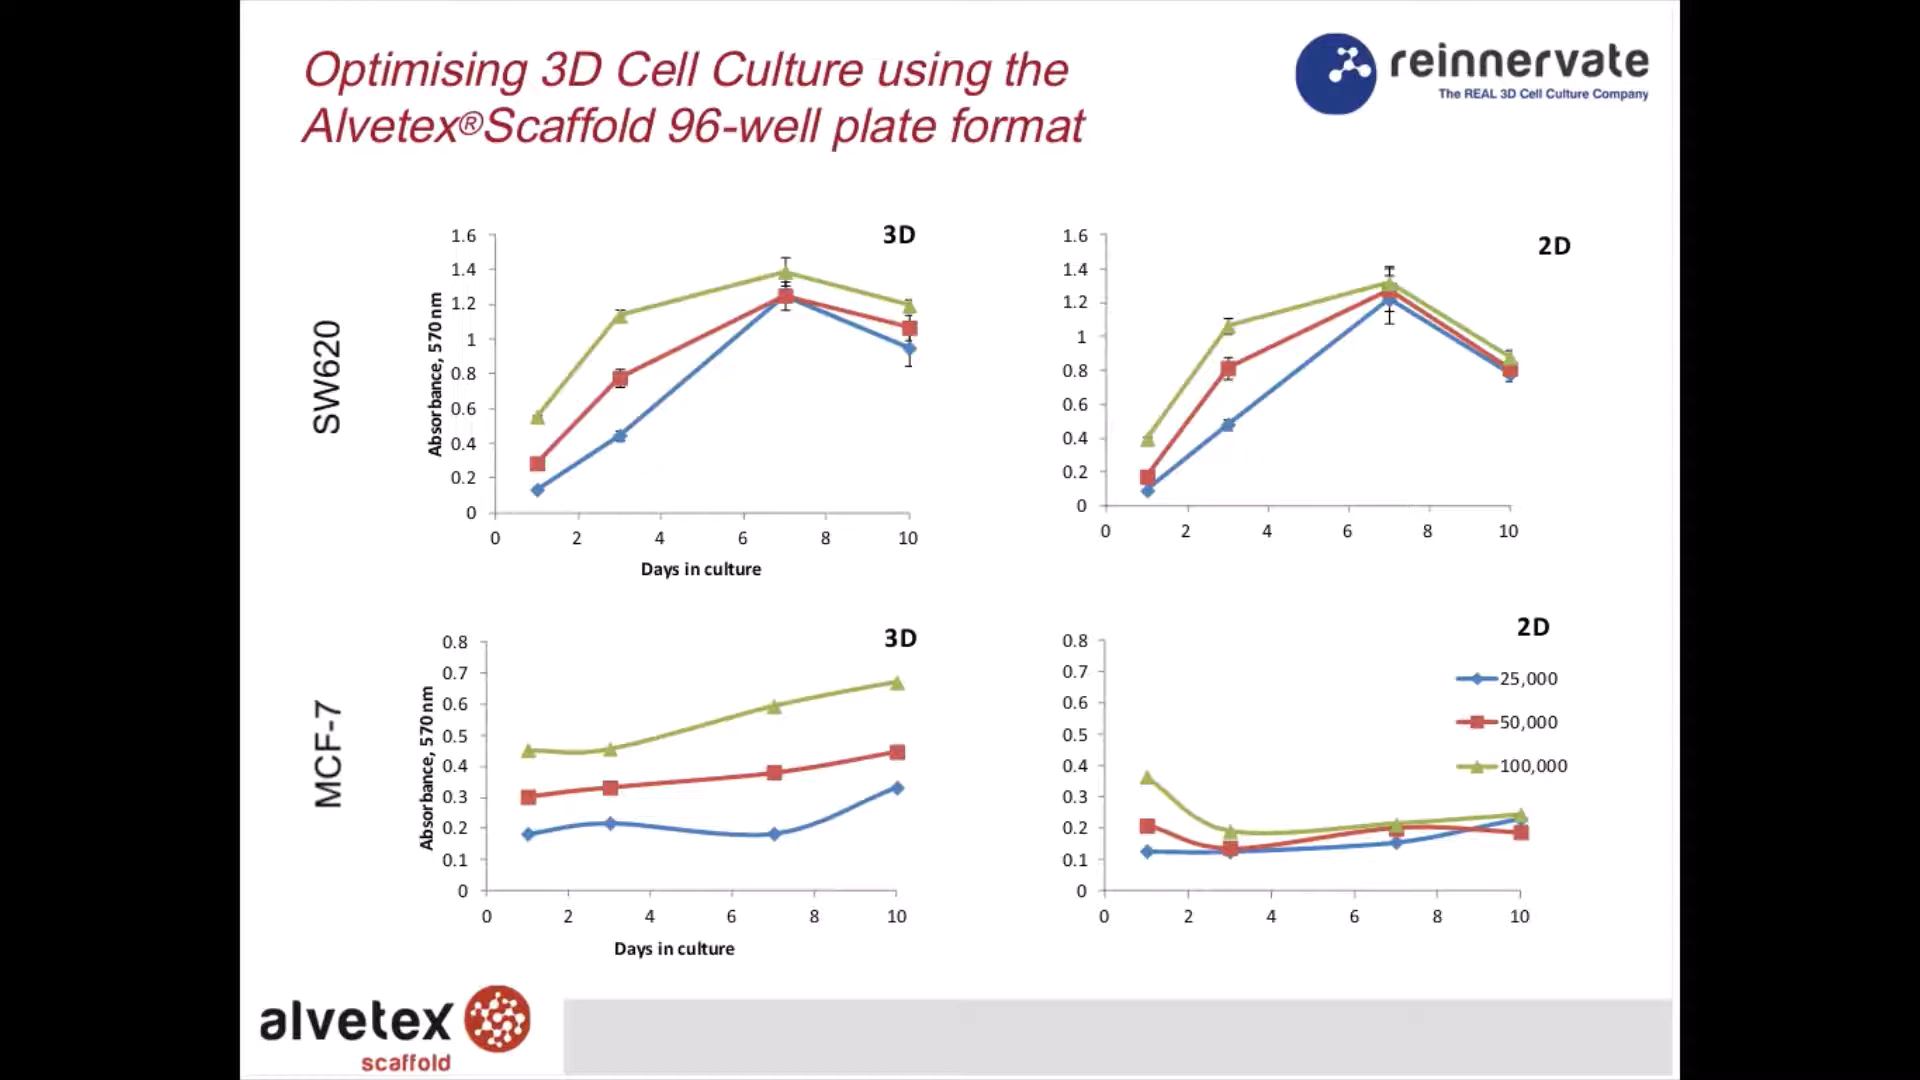 Optimising 3D Cell Culture using the
Alvetex®Scaffold 96-well plate format
reinnervate
The REAL 3D Cell Culture Company
SW620
3D
Absorbance, 570 nm
1.6
1.4
1.2
1
0.8
0.6
0.4
0.2
0
0 2 4 6 8 10
Days in culture
2D
1.6
1.4
1.2
1
0.8
0.6
0.4
0.2
0
0 2 4 6 8 10
MCF-7
3D
Absorbance, 570 nm
0.8
0.7
0.6
0.5
0.4
0.3
0.2
0.1
0
0 2 4 6 8 10
Days in culture
2D
0.8
0.7
0.6
0.5
0.4
0.3
0.2
0.1
0
0 2 4 6 8 10
25,000
50,000
100,000
alvetex
scaffold